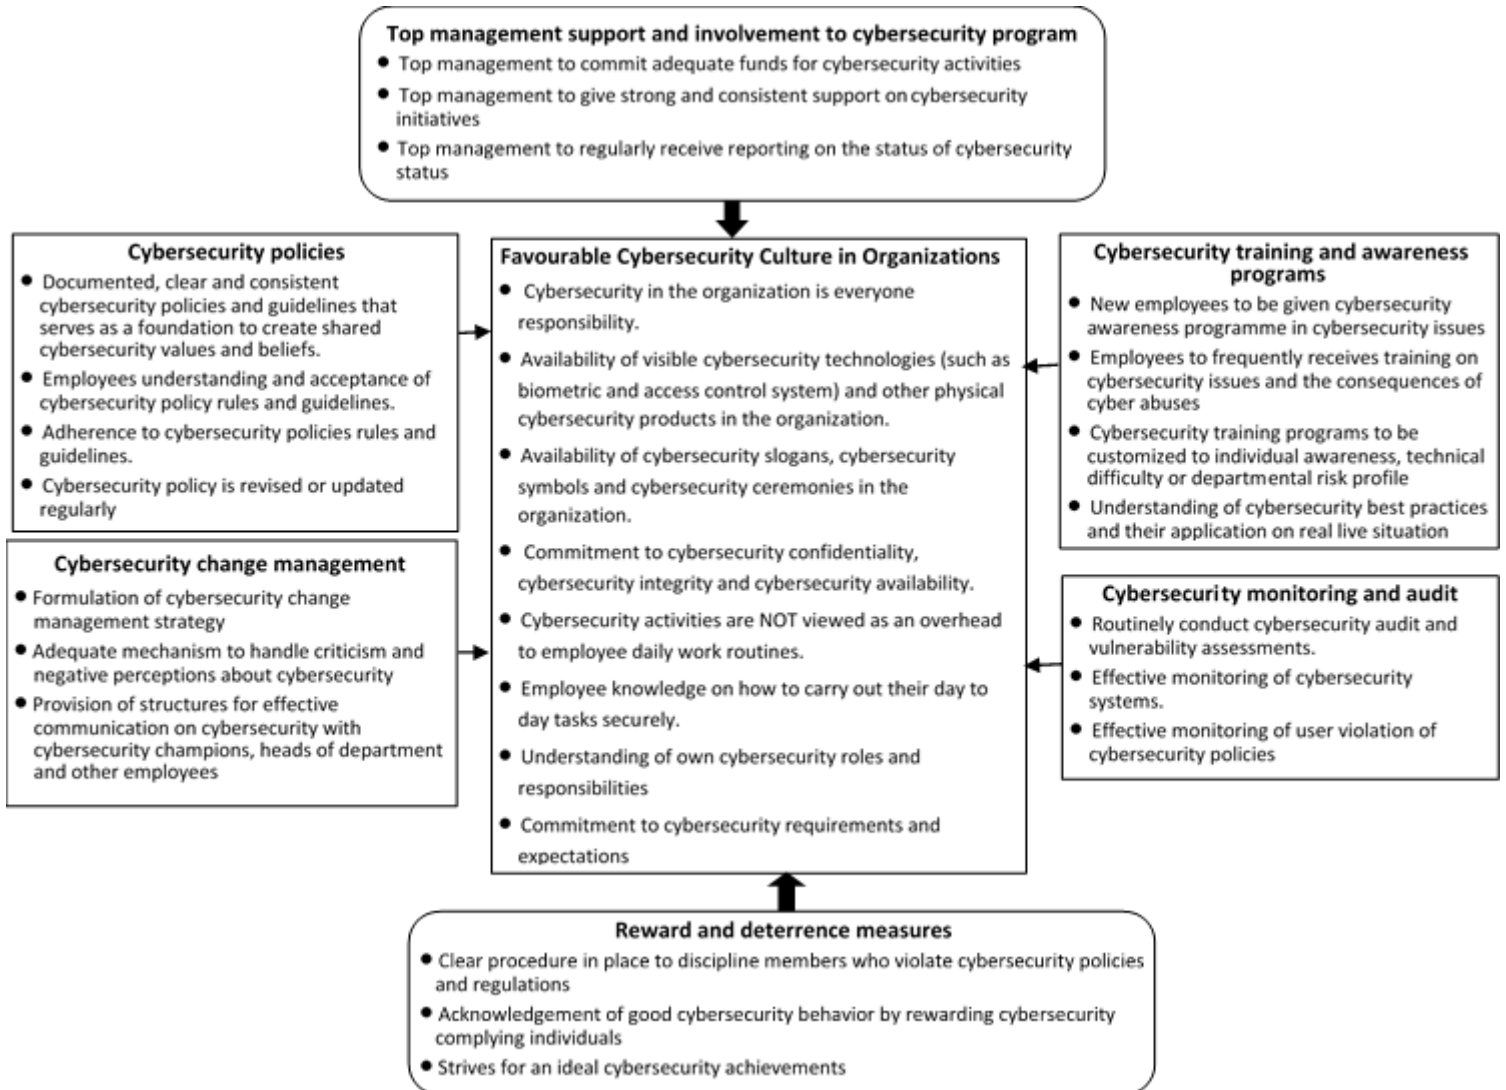 Top management support and involvement to cybersecurity program
● Top management to commit adequate funds for cybersecurity activities
● Top management to give strong and consistent support on cybersecurity
initiatives
● Top management to regularly receive reporting on the status of cybersecurity
status
Cybersecurity policies
● Documented, clear and consistent
cybersecurity policies and guidelines that
serves as a foundation to create shared
cybersecurity values and beliefs.
● Employees understanding and acceptance of
cybersecurity policy rules and guidelines.
● Adherence to cybersecurity policies rules and
guidelines.
● Cybersecurity policy is revised or updated
regularly
Cybersecurity change management
● Formulation of cybersecurity change
management strategy
● Adequate mechanism to handle criticism and
negative perceptions about cybersecurity
● Provision of structures for effective
communication on cybersecurity with
cybersecurity champions, heads of department
and other employees
Favourable Cybersecurity Culture in Organizations
● Cybersecurity in the organization is everyone
responsibility.
● Availability of visible cybersecurity technologies (such as
biometric and access control system) and other physical
cybersecurity products in the organization.
● Availability of cybersecurity slogans, cybersecurity
symbols and cybersecurity ceremonies in the
organization.
● Commitment to cybersecurity confidentiality,
cybersecurity integrity and cybersecurity availability.
● Cybersecurity activities are NOT viewed as an overhead
to employee daily work routines.
● Employee knowledge on how to carry out their day to
day tasks securely.
● Understanding of own cybersecurity roles and
responsibilities
● Commitment to cybersecurity requirements and
expectations
Cybersecurity training and awareness
programs
● New employees to be given cybersecurity
awareness programme in cybersecurity issues
● Employees to frequently receives training on
cybersecurity issues and the consequences of
cyber abuses
● Cybersecurity training programs to be
customized to individual awareness, technical
difficulty or departmental risk profile
● Understanding of cybersecurity best practices
and their application on real live situation
Cybersecurity monitoring and audit
● Routinely conduct cybersecurity audit and
vulnerability assessments.
● Effective monitoring of cybersecurity
systems.
● Effective monitoring of user violation of
cybersecurity policies
Reward and deterrence measures
● Clear procedure in place to discipline members who violate cybersecurity policies
and regulations
● Acknowledgement of good cybersecurity behavior by rewarding cybersecurity
complying individuals
● Strives for an ideal cybersecurity achievements